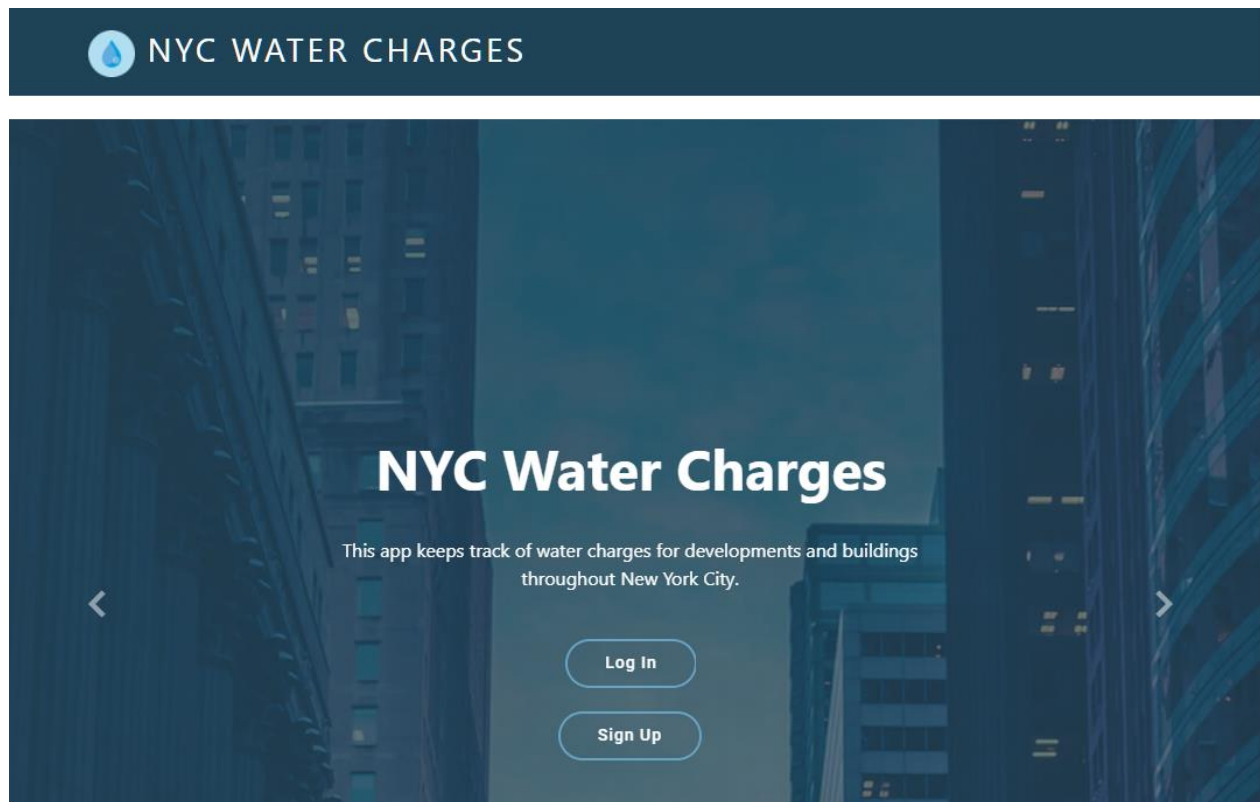 NYC WATER CHARGES
NYC Water Charges
This app keeps track of water charges for developments and buildings
throughout New York City.
Log In
Sign Up